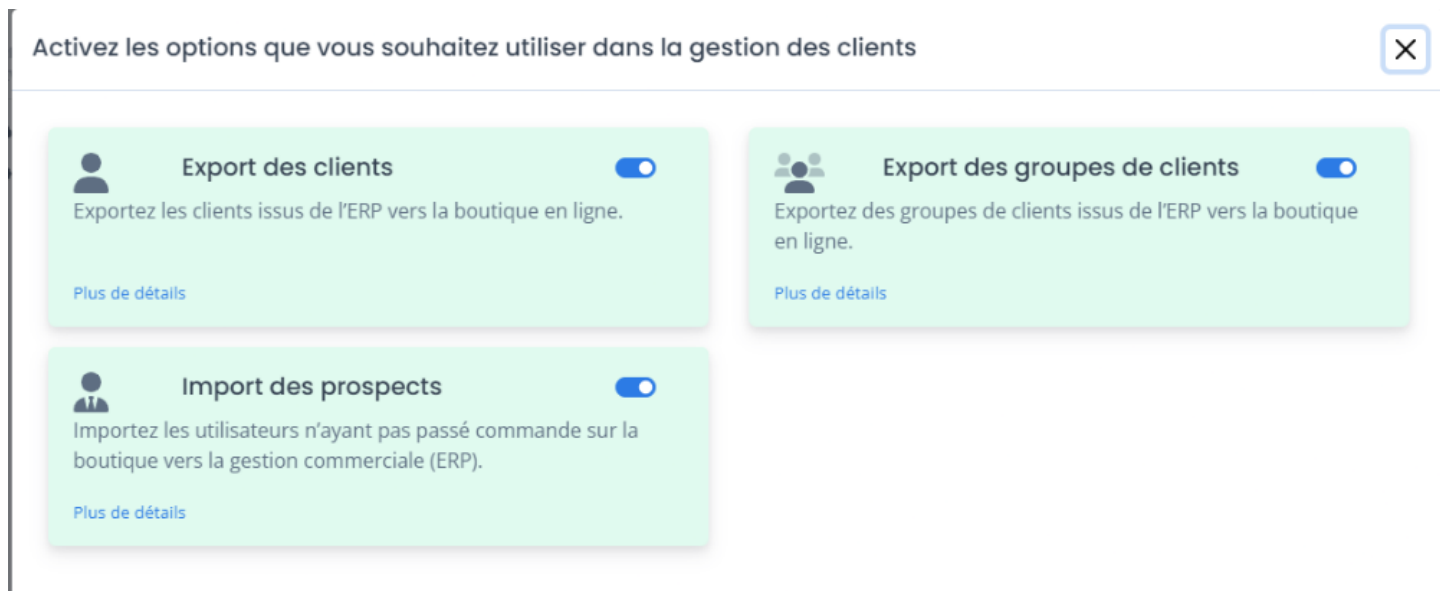 Activez les options que vous souhaitez utiliser dans la gestion des clients
Export des clients
Exportez les clients issus de l'ERP vers la boutique en ligne.
Plus de détails
Export des groupes de clients
Exportez des groupes de clients issus de l'ERP vers la boutique
en ligne.
Plus de détails
Import des prospects
Importez les utilisateurs n'ayant pas passé commande sur la
boutique vers la gestion commerciale (ERP).
Plus de détails